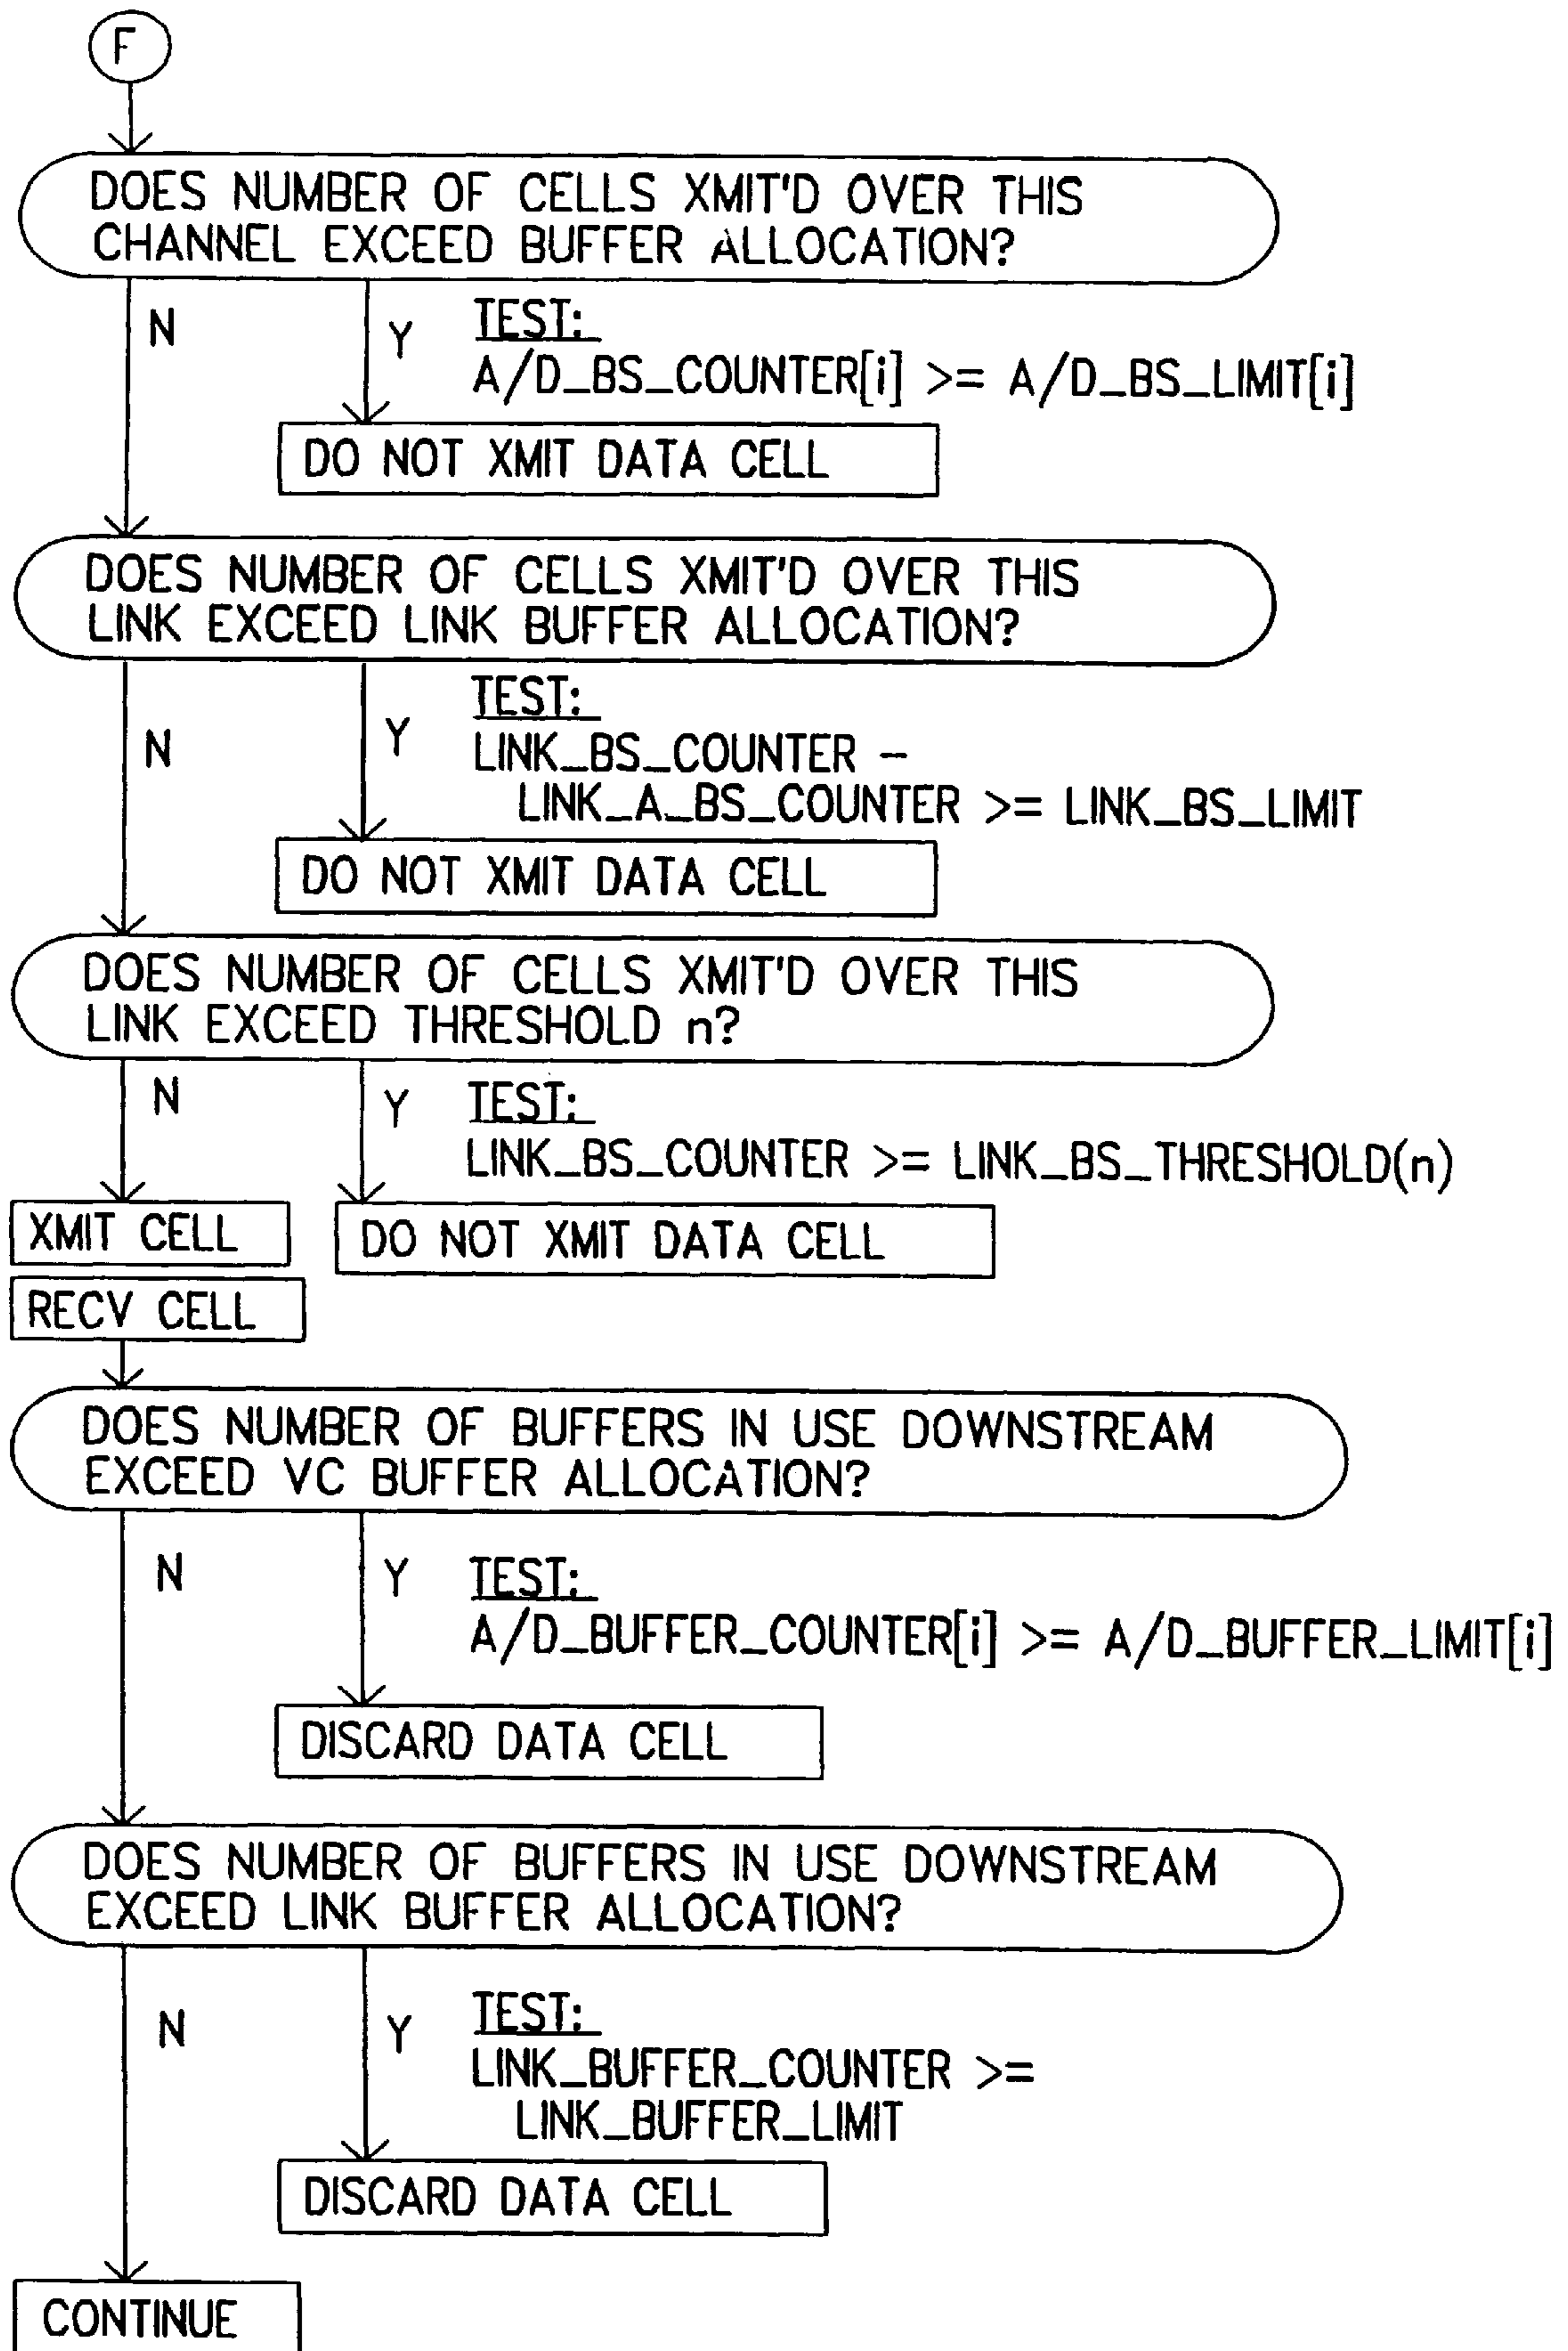 F
DOES NUMBER OF CELLS XMIT'D OVER THIS
CHANNEL EXCEED BUFFER ALLOCATION?
N
Y
TEST:
A/D_BS_COUNTER[i] >= A/D_BS_LIMIT[i]
DO NOT XMIT DATA CELL
DOES NUMBER OF CELLS XMIT'D OVER THIS
LINK EXCEED LINK BUFFER ALLOCATION?
N
Y
TEST:
LINK_BS_COUNTER -
LINK_A_BS_COUNTER >= LINK_BS_LIMIT
DO NOT XMIT DATA CELL
DOES NUMBER OF CELLS XMIT'D OVER THIS
LINK EXCEED THRESHOLD n?
N
Y
TEST:
LINK_BS_COUNTER >= LINK_BS_THRESHOLD(n)
XMIT CELL
DO NOT XMIT DATA CELL
RECV CELL
DOES NUMBER OF BUFFERS IN USE DOWNSTREAM
EXCEED VC BUFFER ALLOCATION?
N
Y
TEST:
A/D_BUFFER_COUNTER[i] >= A/D_BUFFER_LIMIT[i]
DISCARD DATA CELL
DOES NUMBER OF BUFFERS IN USE DOWNSTREAM
EXCEED LINK BUFFER ALLOCATION?
N
Y
TEST:
LINK_BUFFER_COUNTER >=
LINK_BUFFER_LIMIT
DISCARD DATA CELL
CONTINUE